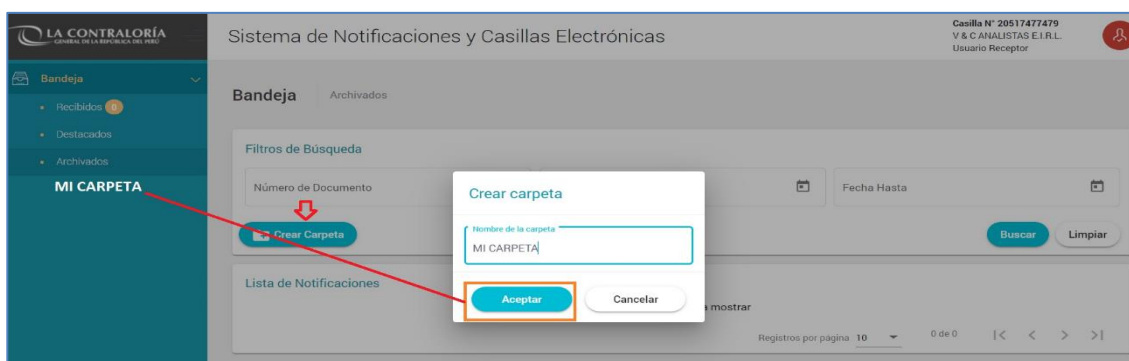 LA CONTRALORÍA
GENERAL DE LA REPÚBLICA DEL PERÚ
Sistema de Notificaciones y Casillas Electrónicas
Casilla N° 20517477479
V & C ANALISTAS E.I.R.L.
Usuario Receptor
Bandeja
Recibidos 0
Destacados
Archivados
MI CARPETA
Bandeja
Archivados
Filtros de Búsqueda
Número de Documento
Fecha Hasta
Crear Carpeta
Buscar
Limpiar
Crear carpeta
Nombre de la carpeta
MI CARPETA
Aceptar
Cancelar
Lista de Notificaciones
mostrar
Registros por página 10
0 de 0